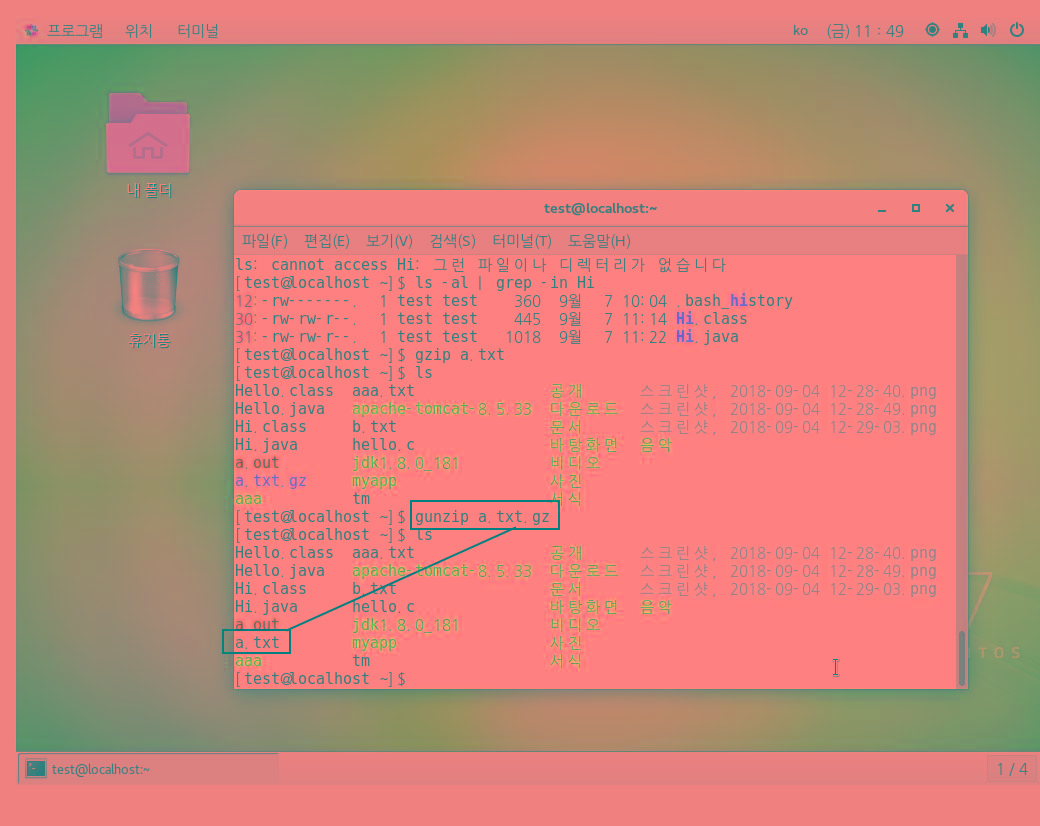 프로그램 위치 터미널 ko (금) 11 : 49
내 폴더
휴지통
test@localhost:~
파일(F) 편집(E) 보기(V) 검색(S) 터미널(T) 도움말(H)
ls: cannot access Hi: 그런 파일이나 디렉터리가 없습니다
[test@localhost ~]$ ls -al | grep -in Hi
12:-rw-------. 1 test test 360 9월 7 10:04 .bash_history
30:-rw-rw-r--. 1 test test 445 9월 7 11:14 Hi.class
31:-rw-rw-r--. 1 test test 1018 9월 7 11:22 Hi.java
[test@localhost ~]$ gzip a.txt
[test@localhost ~]$ ls
Hello.class aaa.txt 공개 스크린샷, 2018-09-04 12-28-40.png
Hello.java apache-tomcat-8.5.33 다운로드 스크린샷, 2018-09-04 12-28-49.png
Hi.class b.txt 문서 스크린샷, 2018-09-04 12-29-03.png
Hi.java hello.c 바탕화면 음악
a.out jdk1.8.0_181 비디오
a.txt.gz myapp 사진
aaa tm 서식
[test@localhost ~]$ gunzip a.txt.gz
[test@localhost ~]$ ls
Hello.class aaa.txt 공개 스크린샷, 2018-09-04 12-28-40.png
Hello.java apache-tomcat-8.5.33 다운로드 스크린샷, 2018-09-04 12-28-49.png
Hi.class b.txt 문서 스크린샷, 2018-09-04 12-29-03.png
Hi.java hello.c 바탕화면 음악
a.out jdk1.8.0_181 비디오
a.txt myapp 사진
aaa tm 서식
[test@localhost ~]$
7
TOS
test@localhost:~
1 / 4